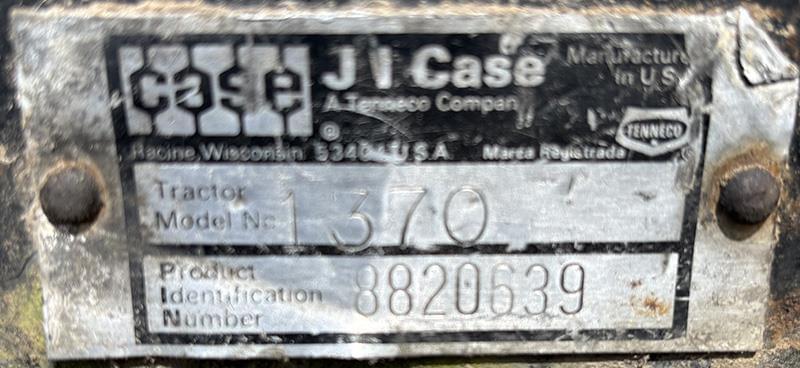 case
J I Case
A Tenneco Company
Manufactured
in U.S.
TENNECO
Racine, Wisconsin 53404 U.S.A.
Marca Registrada
Tractor
Model No. 1370
Product
Identification 8820639
Number